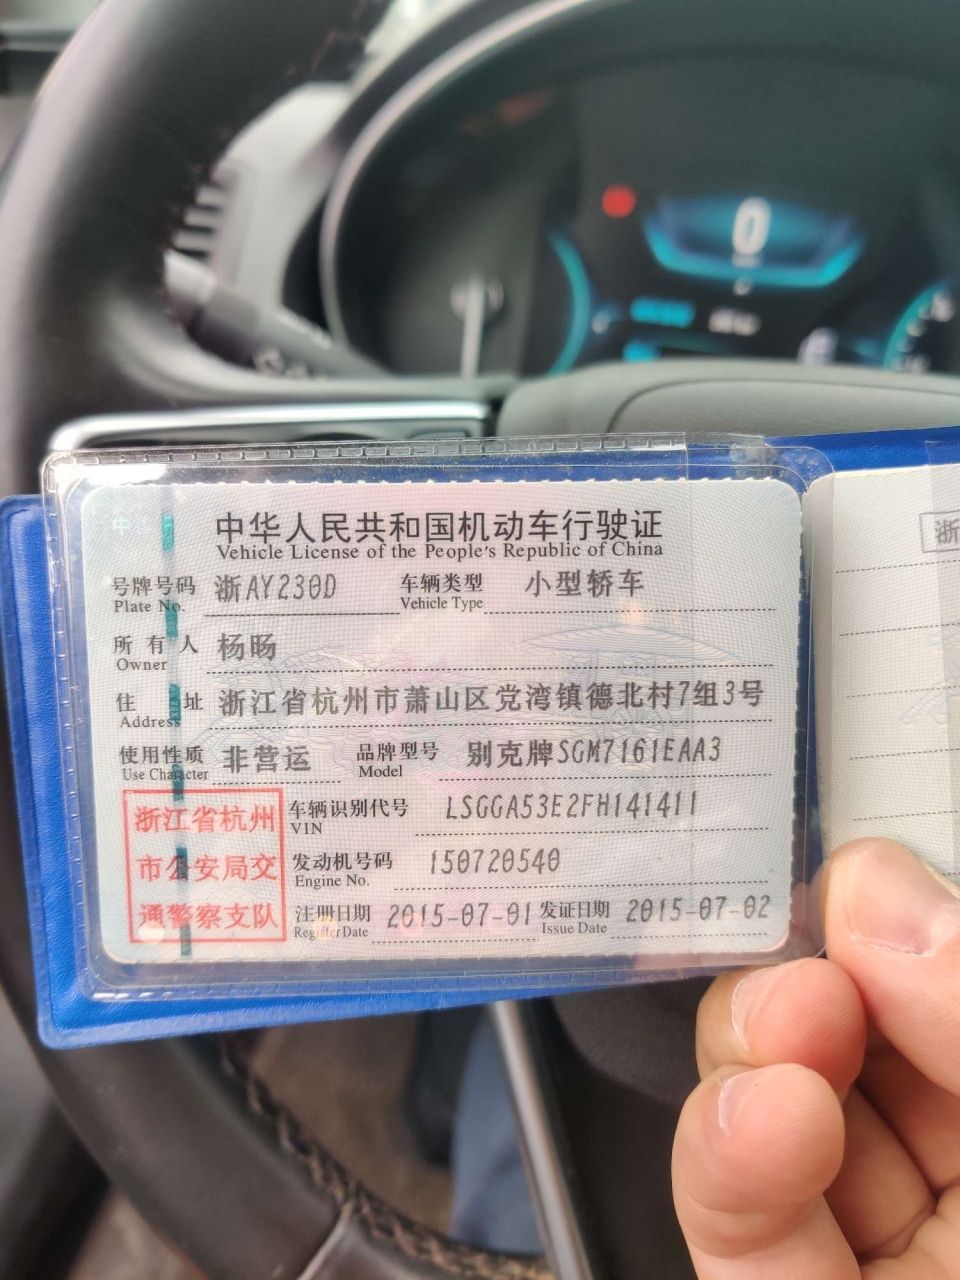 中华人民共和国机动车行驶证
Vehicle License of the People's Republic of China
号牌号码 浙AY230D 车辆类型 小型轿车
Plate No. Vehicle Type
所有人 杨旸
Owner
住址 浙江省杭州市萧山区党湾镇德北村7组3号
Address
使用性质 非营运 品牌型号 别克牌SGM7161EAA3
Use Character Model
浙江省杭州
市公安局交
通警察支队
车辆识别代号 LSGGA53E2FH141411
VIN
发动机号码 150720540
Engine No.
注册日期 2015-07-01 发证日期 2015-07-02
Register Date Issue Date
浙
0